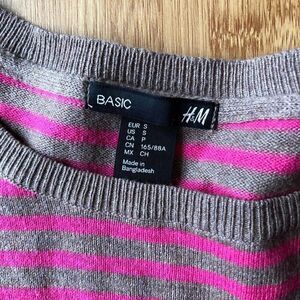 BASIC
H&M
EUR S
US S
CA P
CN 165/88A
MX CH
Made in
Bangladesh